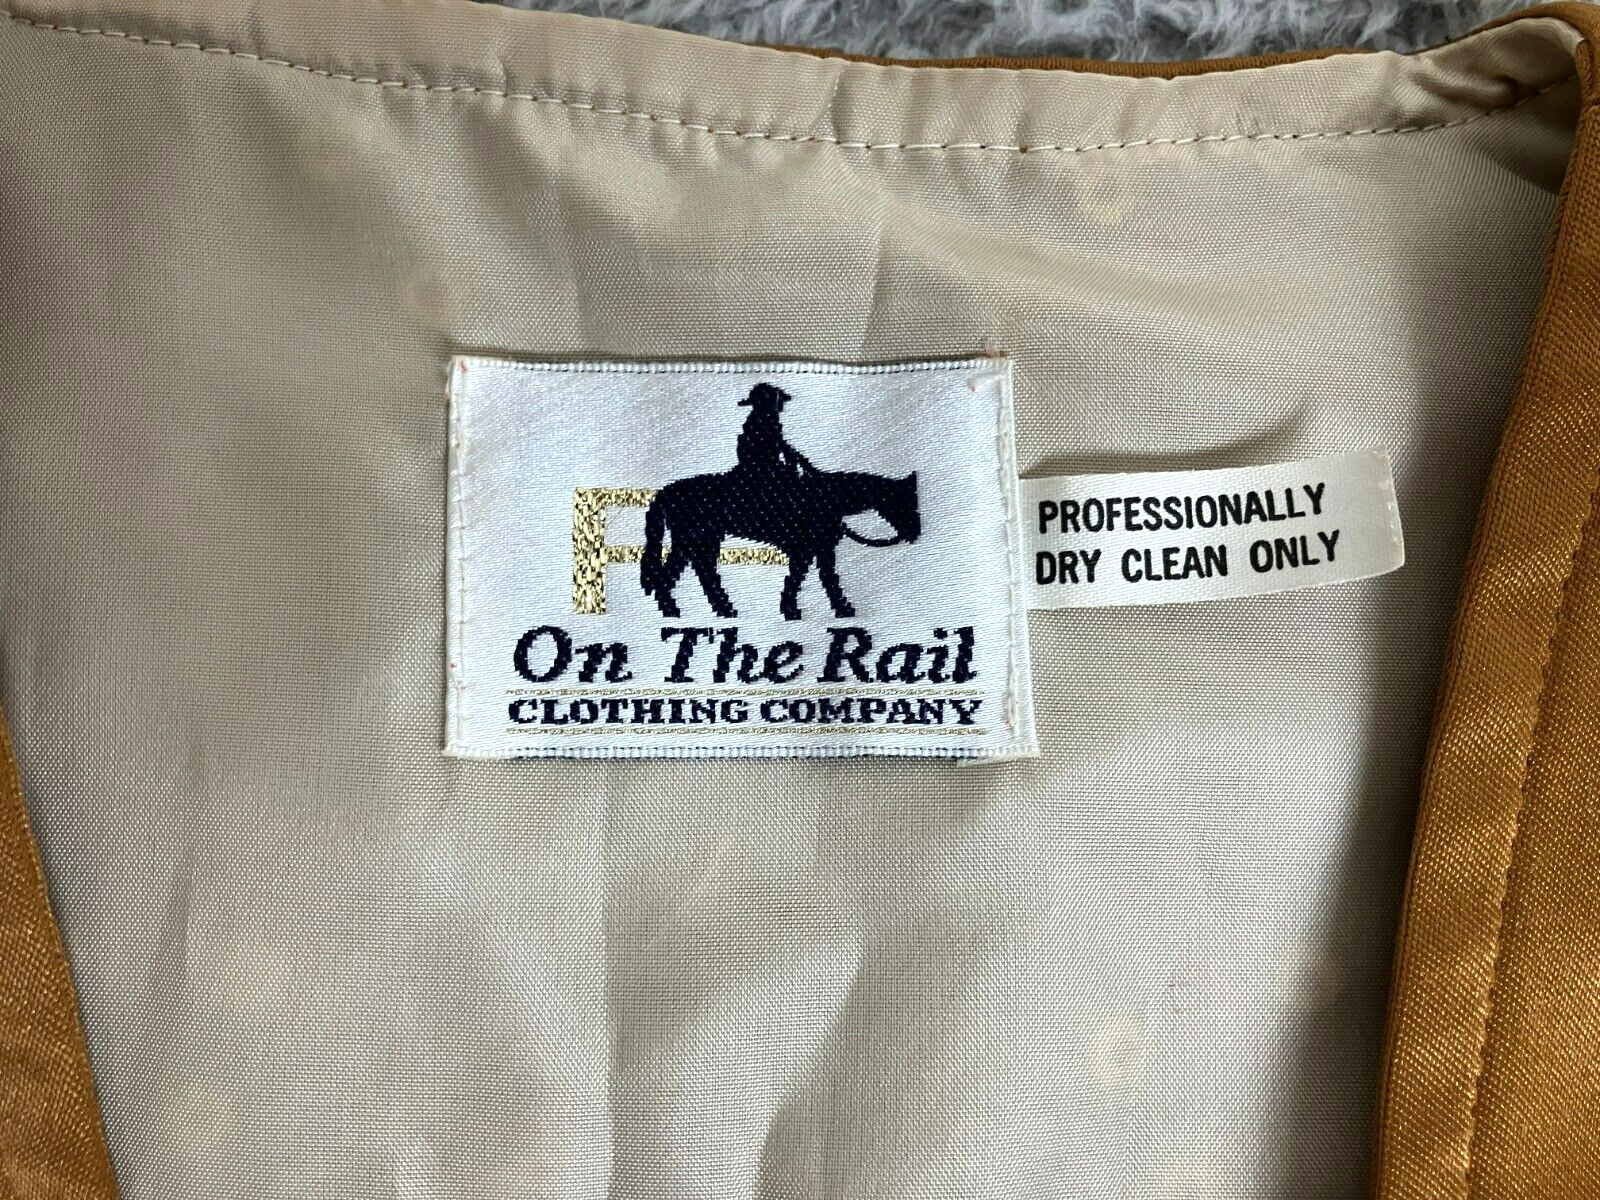 On The Rail
CLOTHING COMPANY
PROFESSIONALLY
DRY CLEAN ONLY